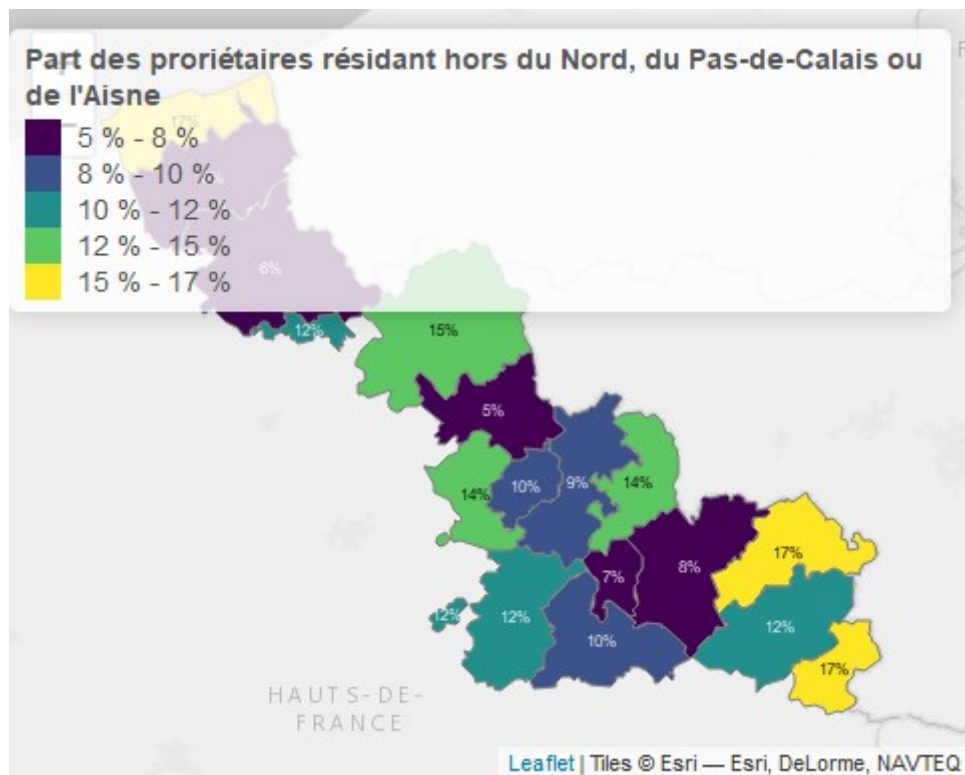 Part des proriétaires résidant hors du Nord, du Pas-de-Calais ou
de l'Aisne
17%
5 % - 8 %
8 % - 10 %
10 % - 12 %
12 % - 15 %
6%
15 % - 17 %
12%
15%
5%
14%
10%
9%
14%
17%
7%
8%
12%
12%
12%
10%
17%
HAUTS-DE-
FRANCE
Leaflet | Tiles © Esri — Esri, DeLorme, NAVTEQ